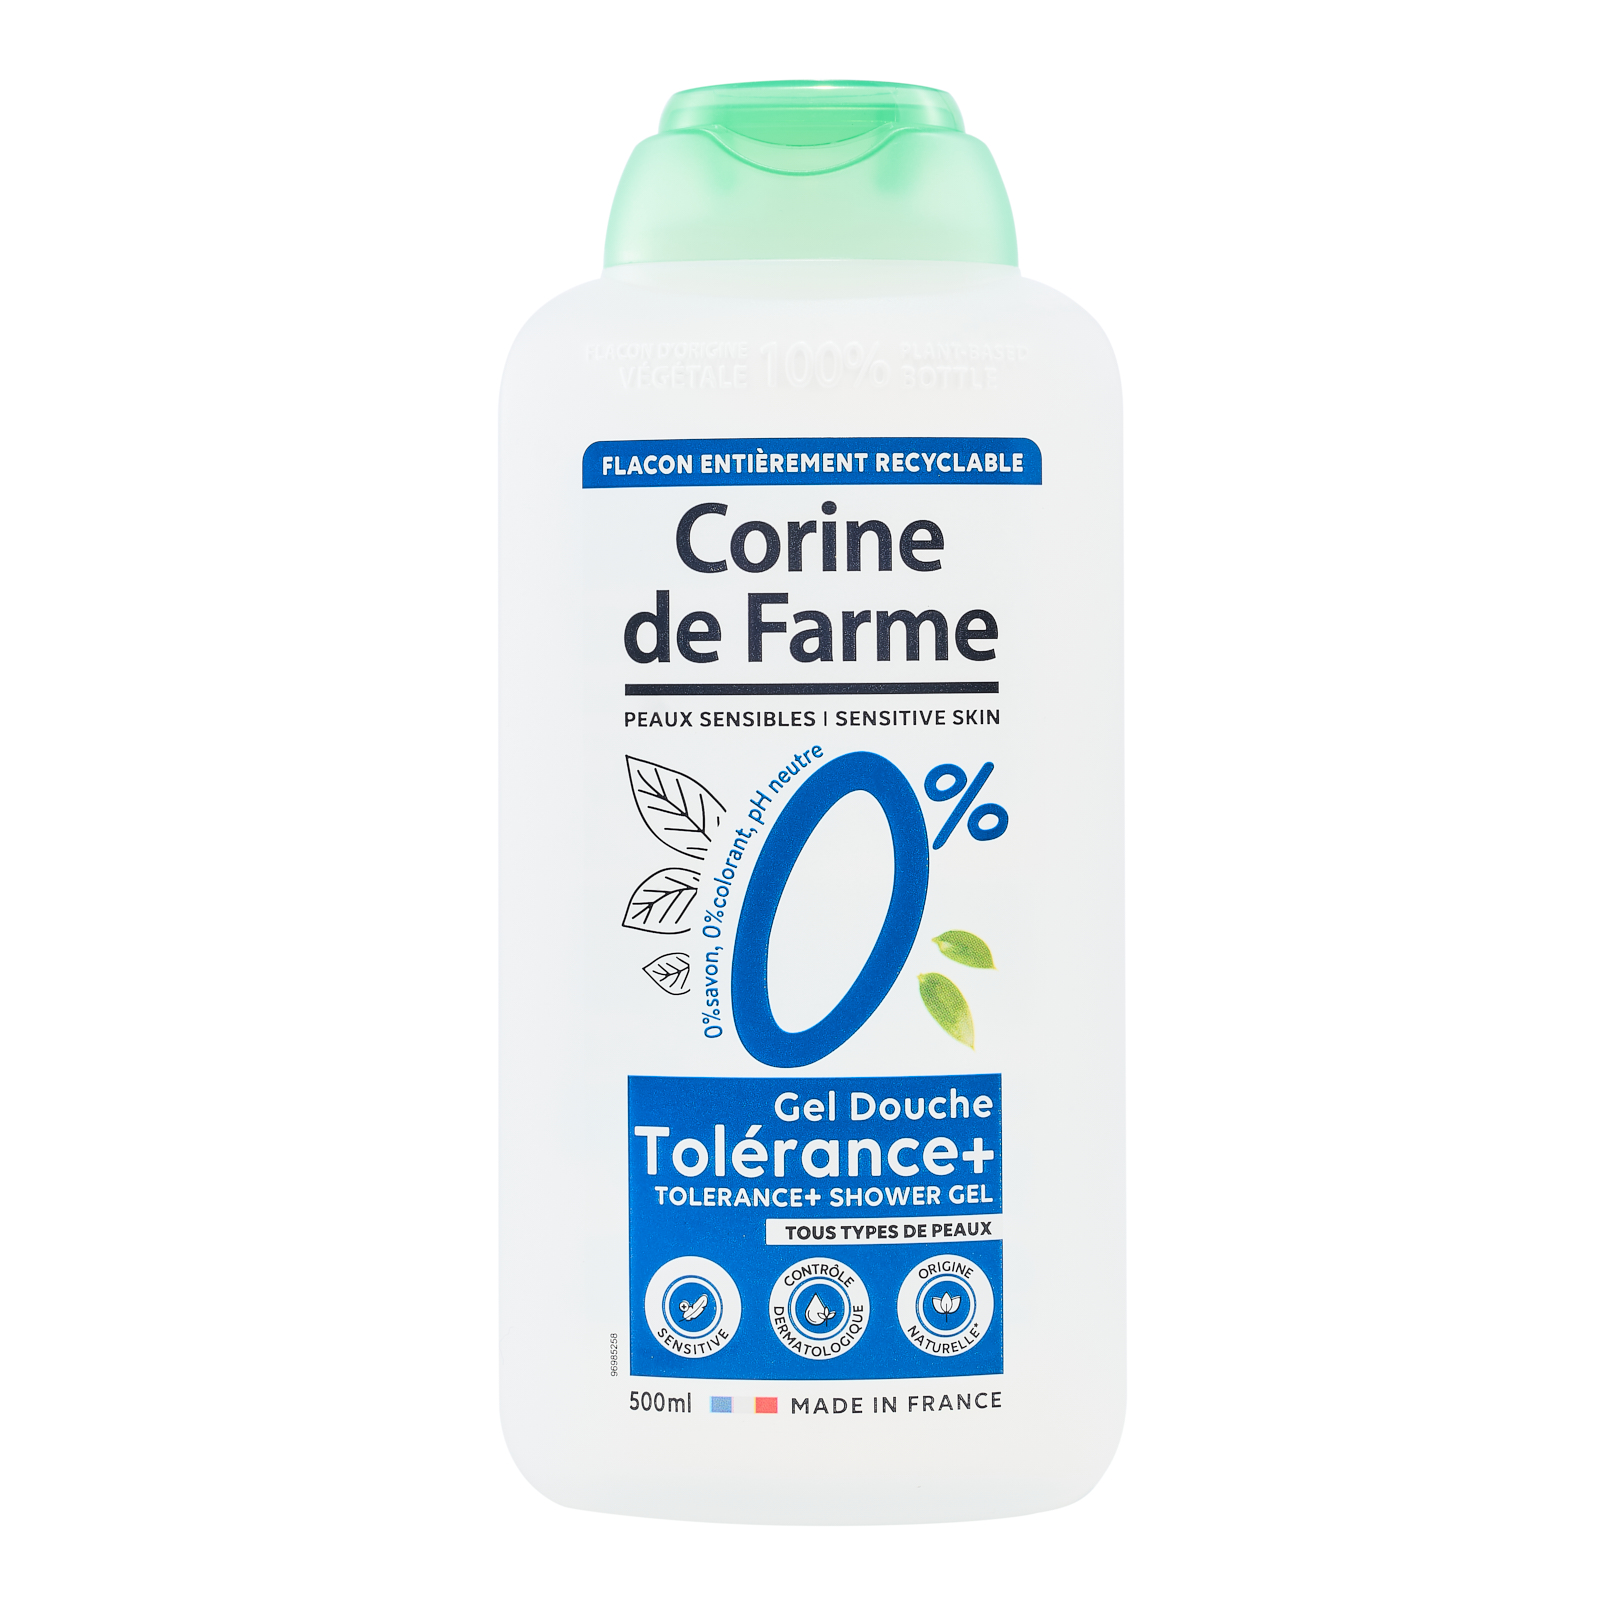 FLACON D'ORIGINE
VÉGÉTALE
100%
PLANT-BASED
BOTTLE
FLACON ENTIÈREMENT RECYCLABLE
Corine
de Farme
PEAUX SENSIBLES | SENSITIVE SKIN
0%savon, 0%colorant, pH neutre
0%
Gel Douche
Tolérance+
TOLERANCE+ SHOWER GEL
TOUS TYPES DE PEAUX
SENSITIVE
CONTRÔLE
DERMATOLOGIQUE
ORIGINE
NATURELLE*
96985258
500ml
MADE IN FRANCE